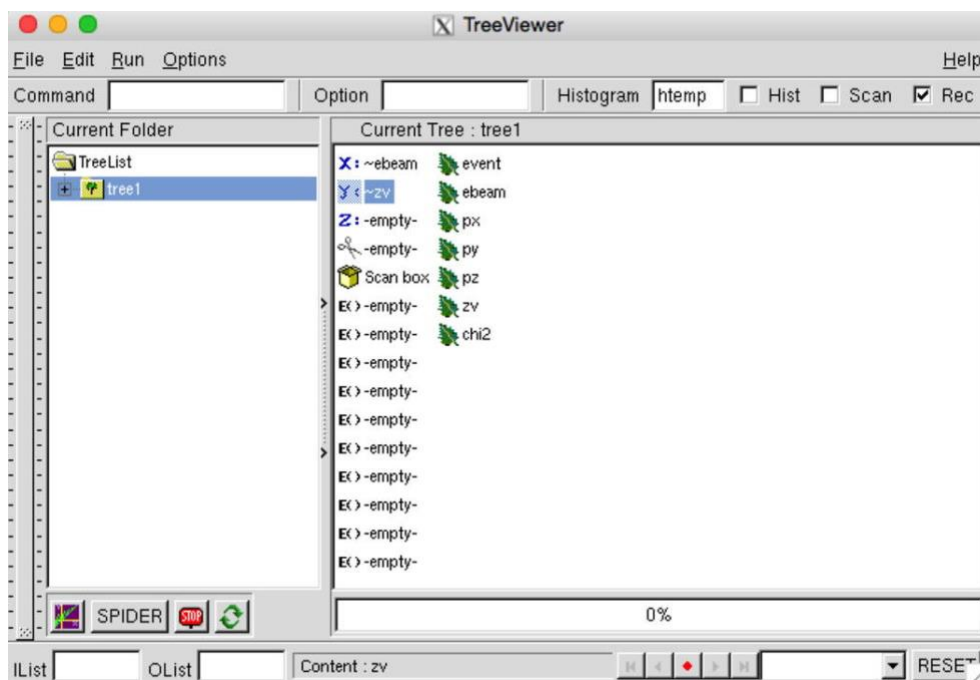 TreeViewer
File Edit Run Options Help
Command Option Histogram htemp Hist Scan Rec
Current Folder
TreeList
tree1
Current Tree : tree1
X: ~ebeam event
Y: ~zv ebeam
Z: -empty- px
-empty- py
Scan box pz
E() -empty- zv
E() -empty- chi2
E() -empty-
E() -empty-
E() -empty-
E() -empty-
E() -empty-
E() -empty-
E() -empty-
E() -empty-
SPIDER STOP
0%
IList OList Content : zv RESET